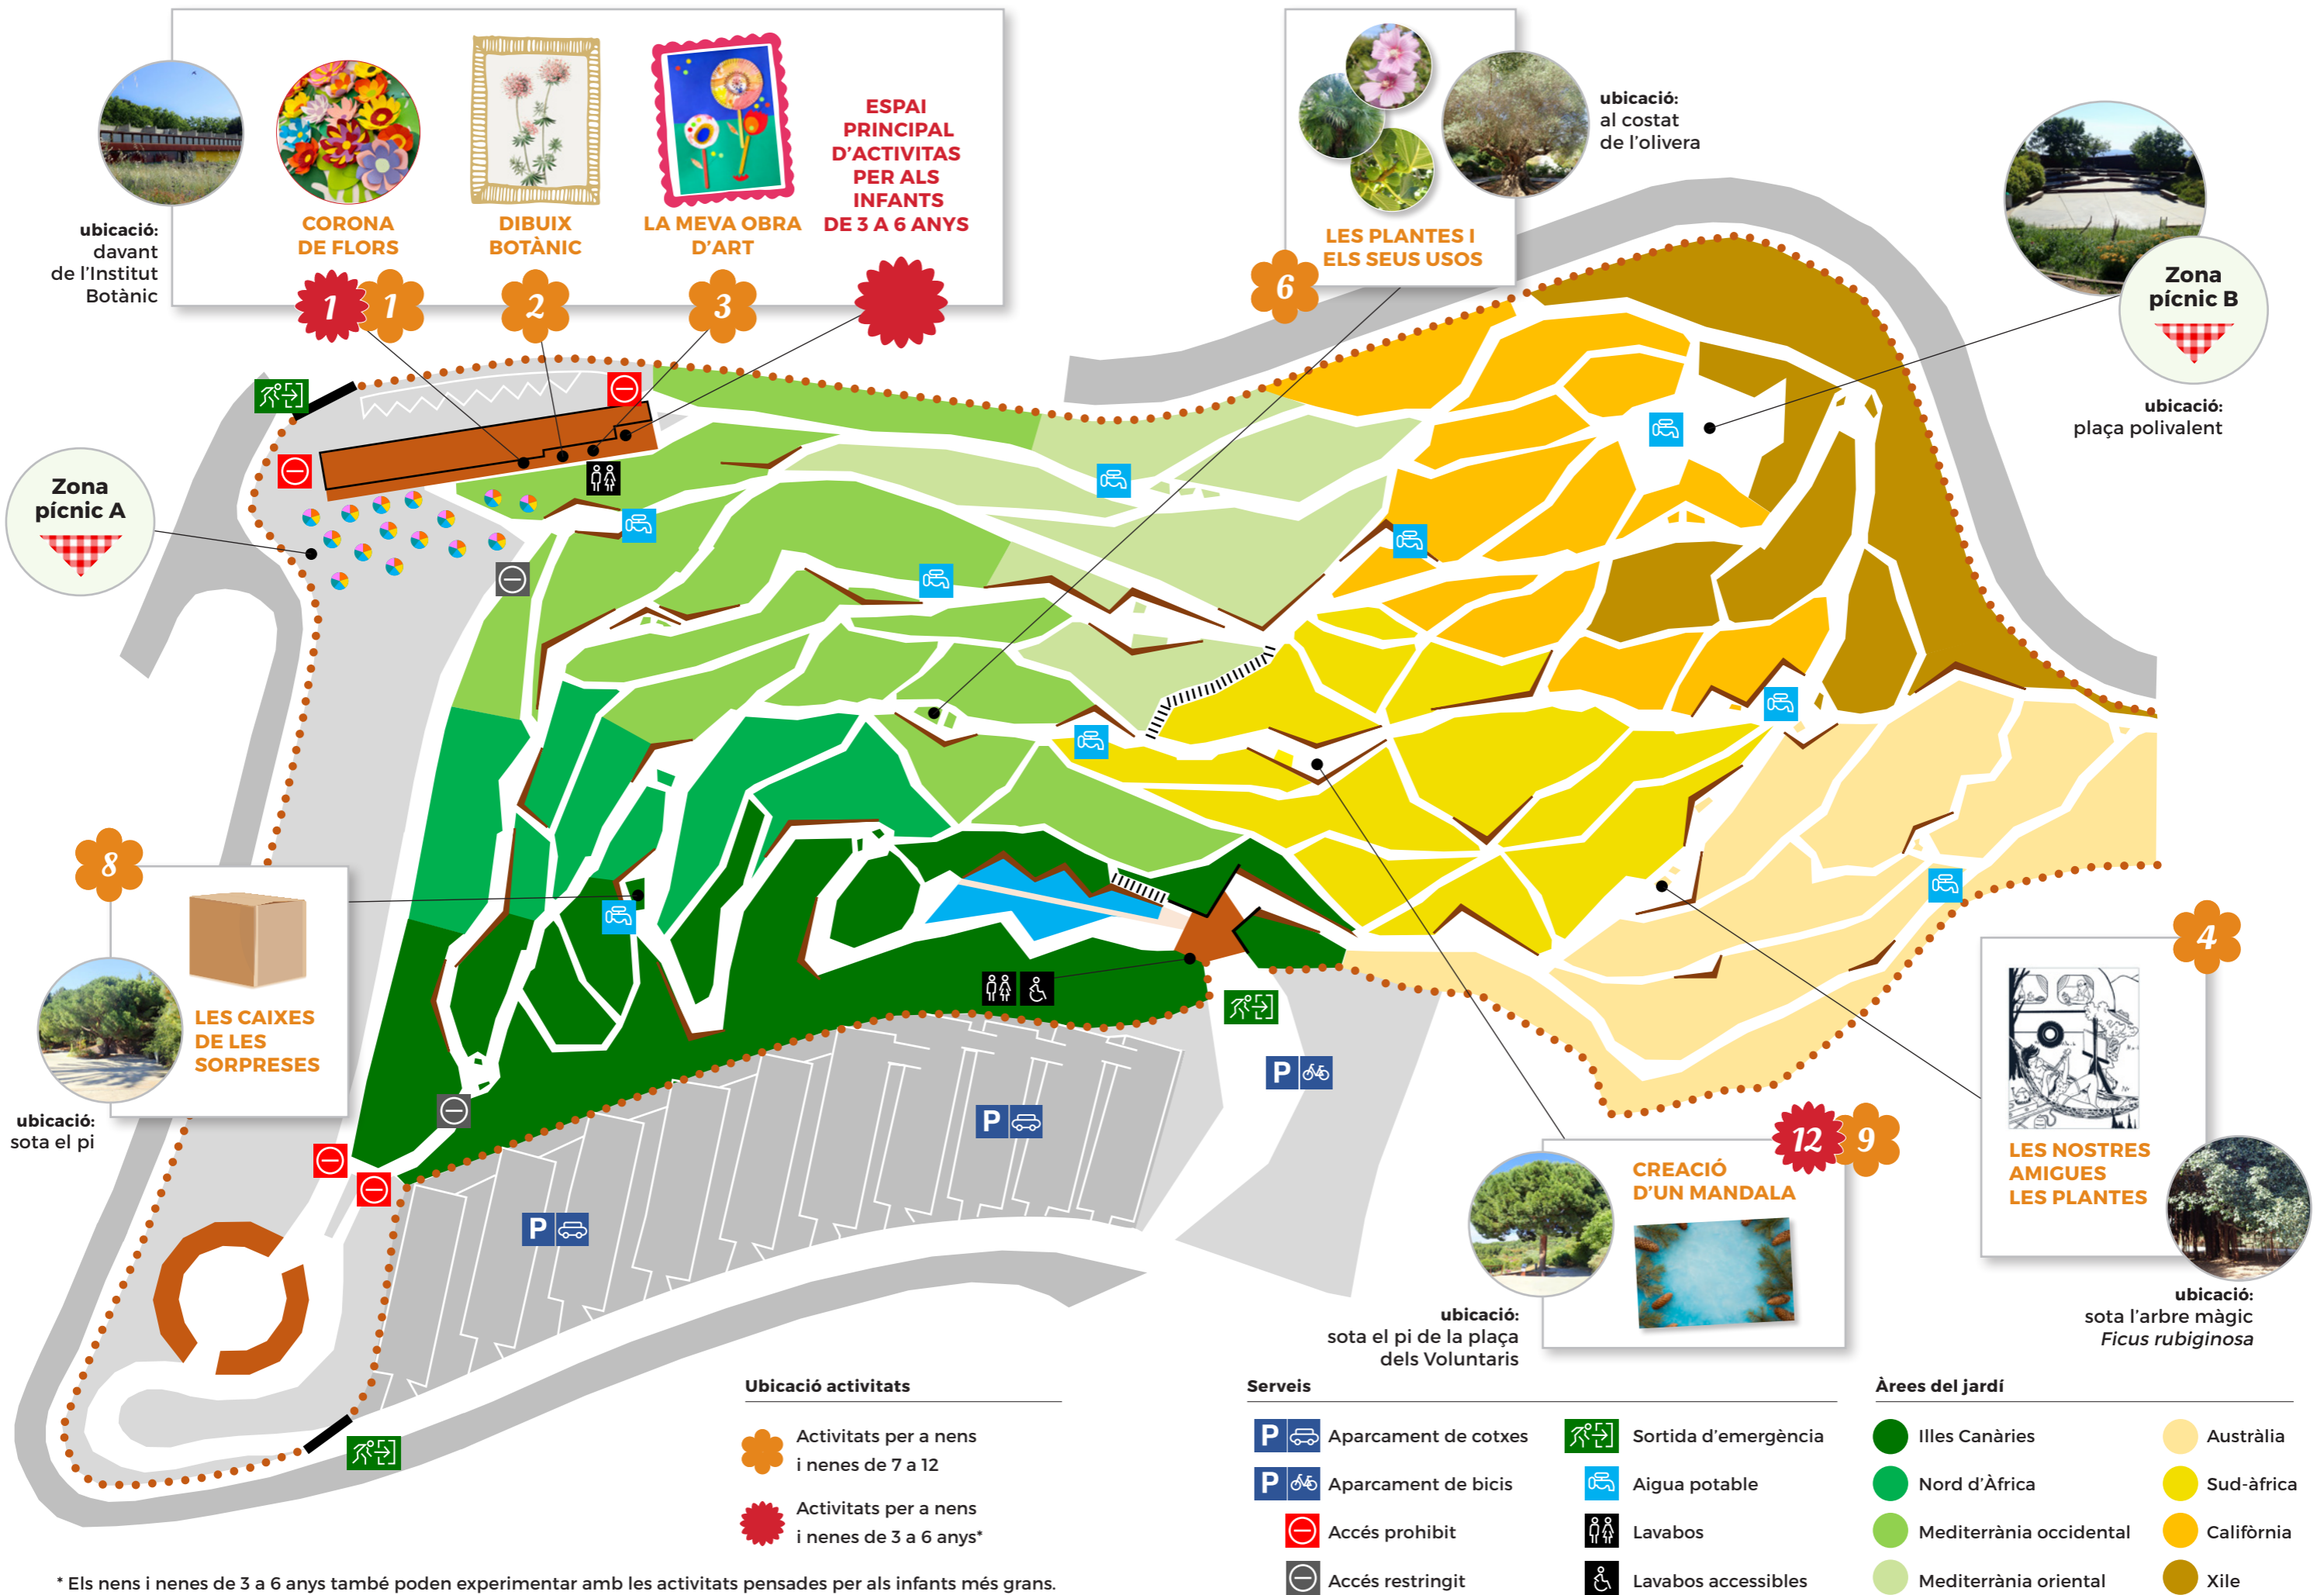 ubicació:
davant
de l'Institut
Botànic
CORONA
DE FLORS
1
1
DIBUIX
BOTÀNIC
2
LA MEVA OBRA
D'ART
3
ESPAI
PRINCIPAL
D'ACTIVITAS
PER ALS
INFANTS
DE 3 A 6 ANYS
LES PLANTES I
ELS SEUS USOS
6
ubicació:
al costat
de l'olivera
Zona
pícnic B
ubicació:
plaça polivalent
Zona
pícnic A
8
LES CAIXES
DE LES
SORPRESES
ubicació:
sota el pi
P
P
P
12
9
CREACIÓ
D'UN MANDALA
ubicació:
sota el pi de la plaça
dels Voluntaris
4
LES NOSTRES
AMIGUES
LES PLANTES
ubicació:
sota l'arbre màgic
Ficus rubiginosa
Ubicació activitats
Activitats per a nens
i nenes de 7 a 12
Activitats per a nens
i nenes de 3 a 6 anys*
Serveis
P Aparcament de cotxes
P Aparcament de bicis
Accés prohibit
Accés restringit
Sortida d'emergència
Aigua potable
Lavabos
Lavabos accessibles
Àrees del jardí
Illes Canàries
Nord d'Àfrica
Mediterrània occidental
Mediterrània oriental
Austràlia
Sud-àfrica
Califòrnia
Xile
* Els nens i nenes de 3 a 6 anys també poden experimentar amb les activitats pensades per als infants més grans.